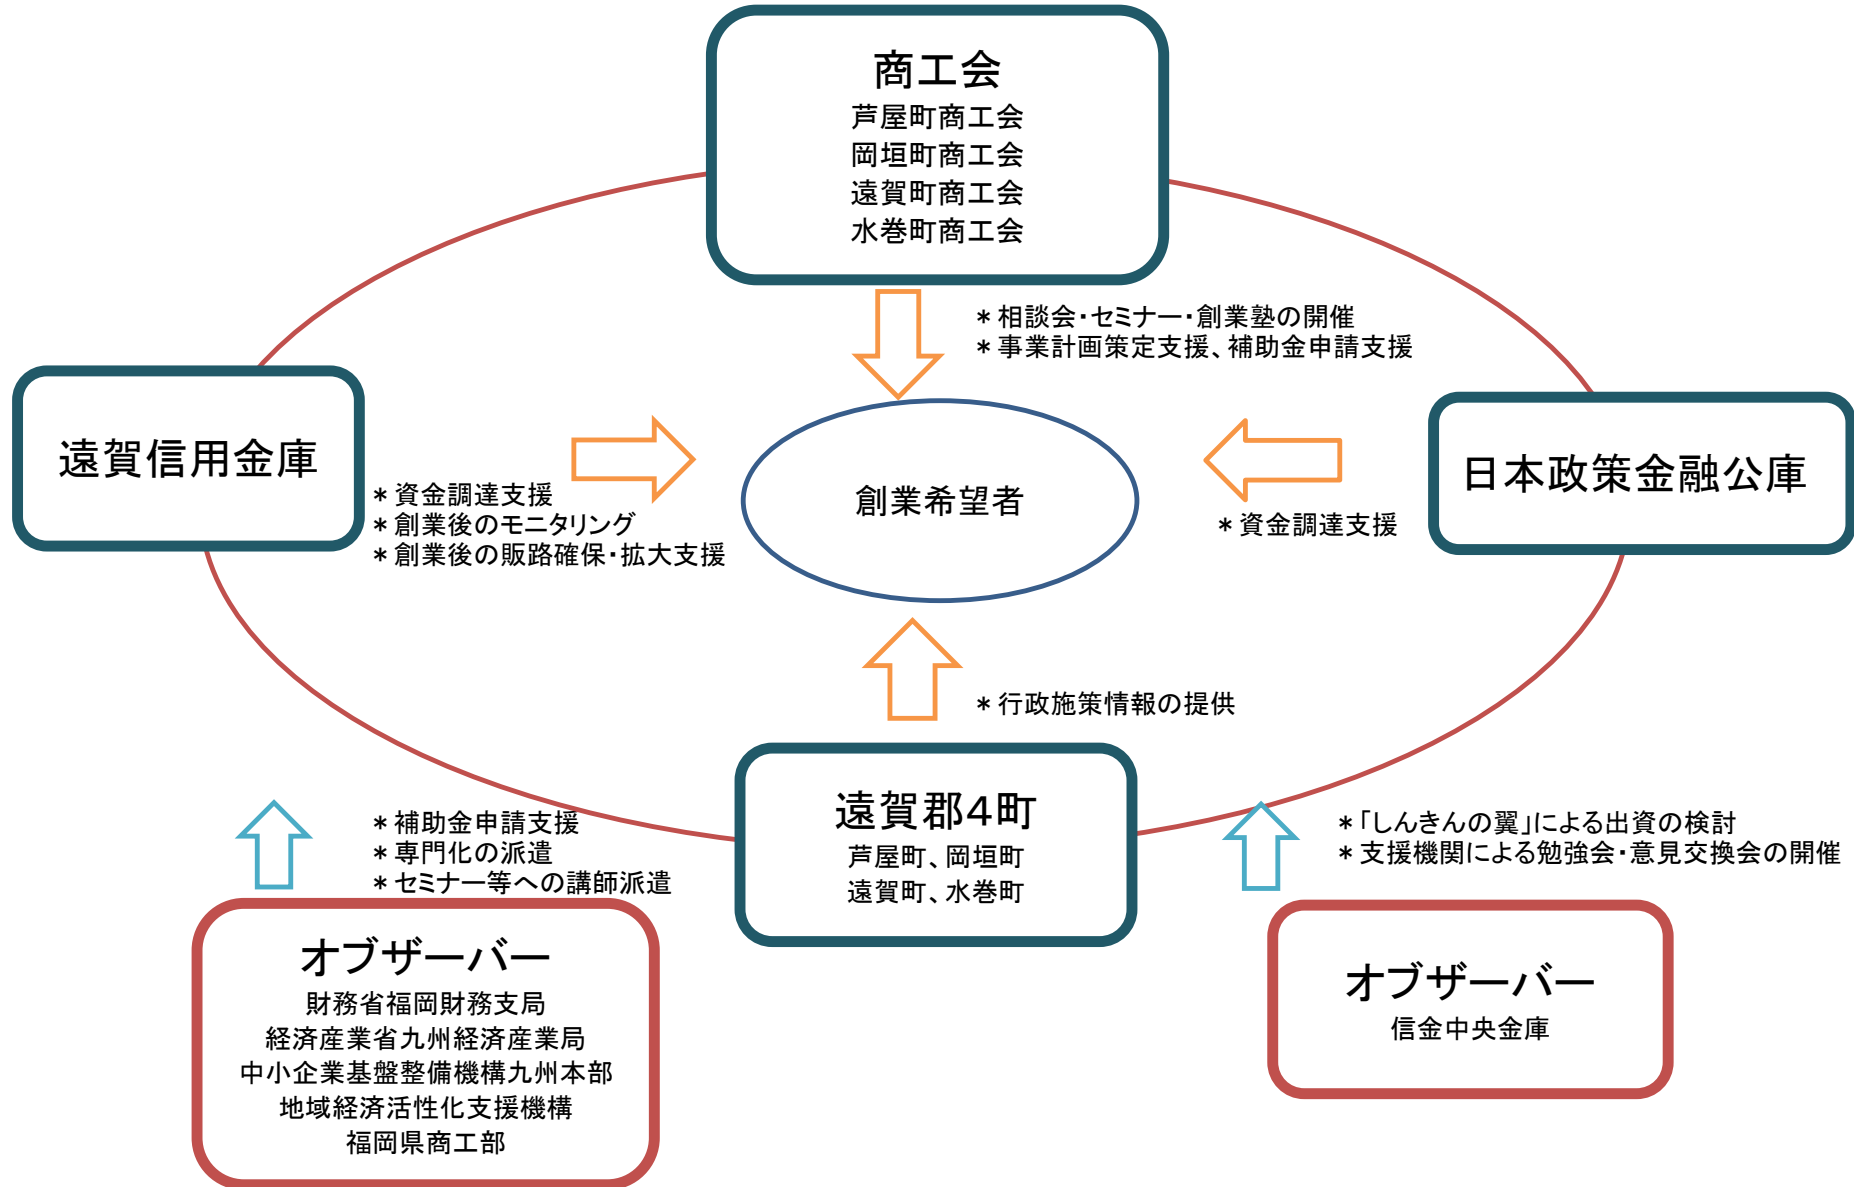 商工会
芦屋町商工会
岡垣町商工会
遠賀町商工会
水巻町商工会
＊相談会・セミナー・創業塾の開催
＊事業計画策定支援、補助金申請支援
遠賀信用金庫
＊資金調達支援
＊創業後のモニタリング
＊創業後の販路確保・拡大支援
創業希望者
日本政策金融公庫
＊資金調達支援
＊行政施策情報の提供
遠賀郡4町
芦屋町、岡垣町
遠賀町、水巻町
＊補助金申請支援
＊専門化の派遣
＊セミナー等への講師派遣
オブザーバー
財務省福岡財務支局
経済産業省九州経済産業局
中小企業基盤整備機構九州本部
地域経済活性化支援機構
福岡県商工部
＊「しんきんの翼」による出資の検討
＊支援機関による勉強会・意見交換会の開催
オブザーバー
信金中央金庫